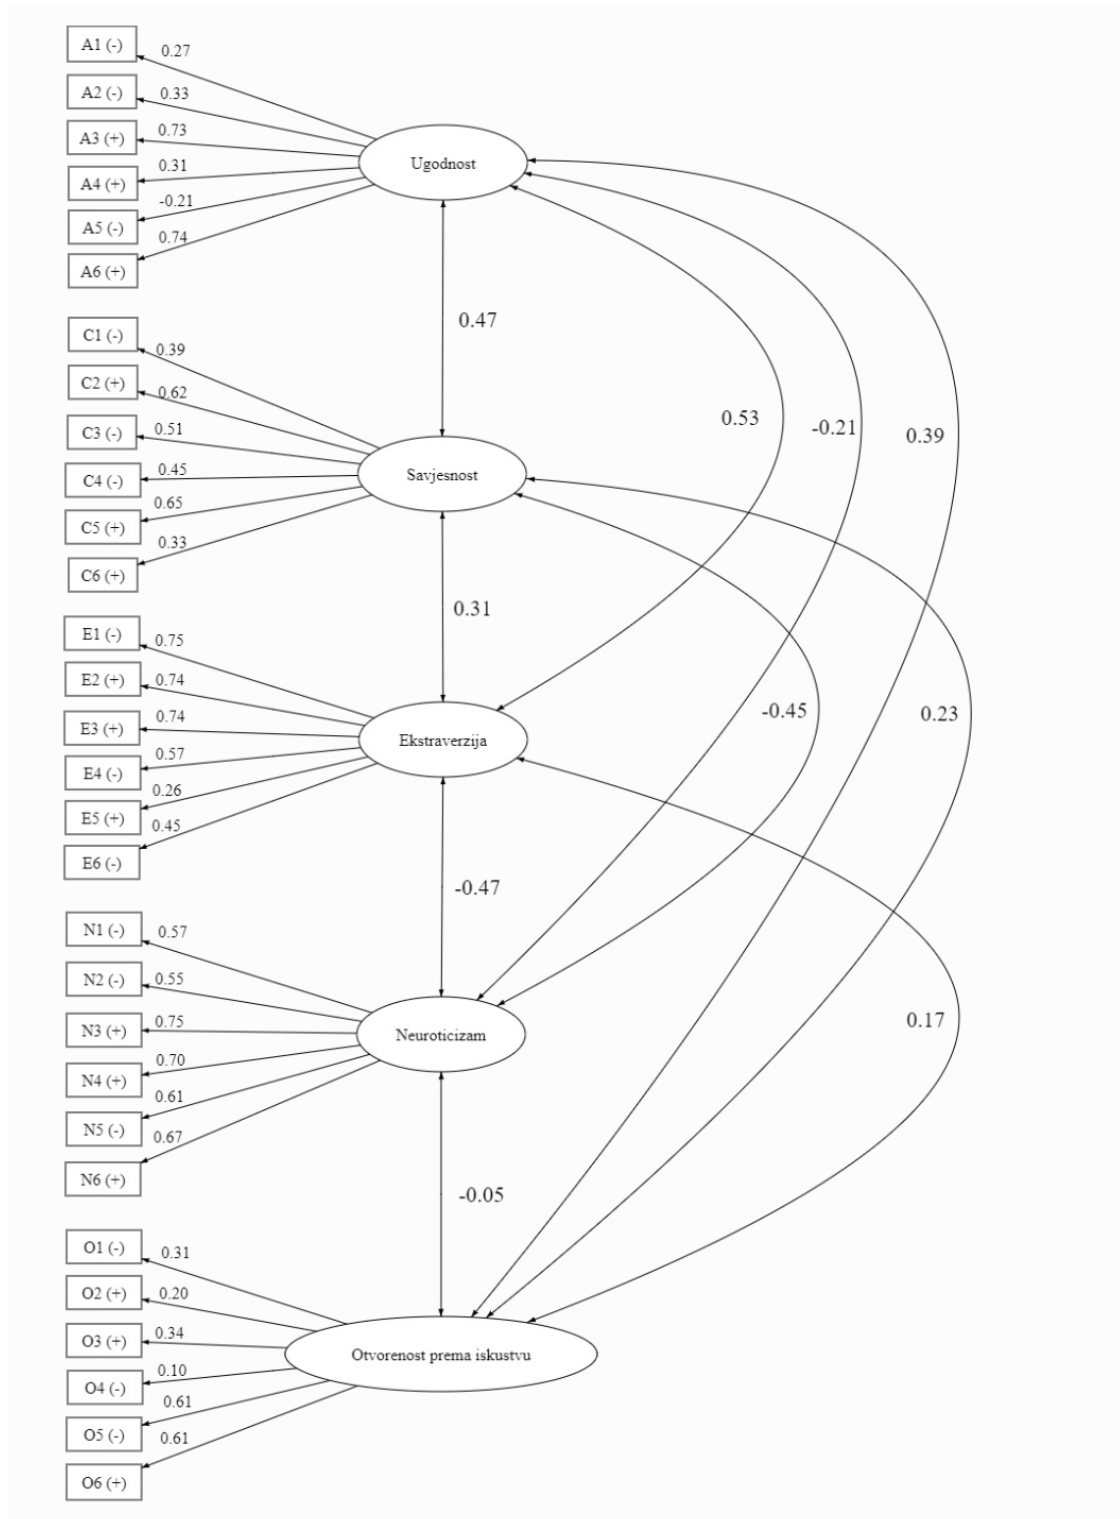 A1 (-)
0.27
A2 (-)
0.33
A3 (+)
0.73
A4 (+)
0.31
A5 (-)
-0.21
A6 (+)
0.74
Ugodnost
0.47
C1 (-)
0.39
C2 (+)
0.62
C3 (-)
0.51
C4 (-)
0.45
C5 (+)
0.65
C6 (+)
0.33
Savjesnost
0.53
-0.21
0.39
0.31
E1 (-)
0.75
E2 (+)
0.74
E3 (+)
0.74
E4 (-)
0.57
E5 (+)
0.26
E6 (-)
0.45
Ekstraverzija
-0.45
0.23
-0.47
N1 (-)
0.57
N2 (-)
0.55
N3 (+)
0.75
N4 (+)
0.70
N5 (-)
0.61
N6 (+)
0.67
Neuroticizam
0.17
-0.05
O1 (-)
0.31
O2 (+)
0.20
O3 (+)
0.34
O4 (-)
0.10
O5 (-)
0.61
O6 (+)
0.61
Otvorenost prema iskustvu